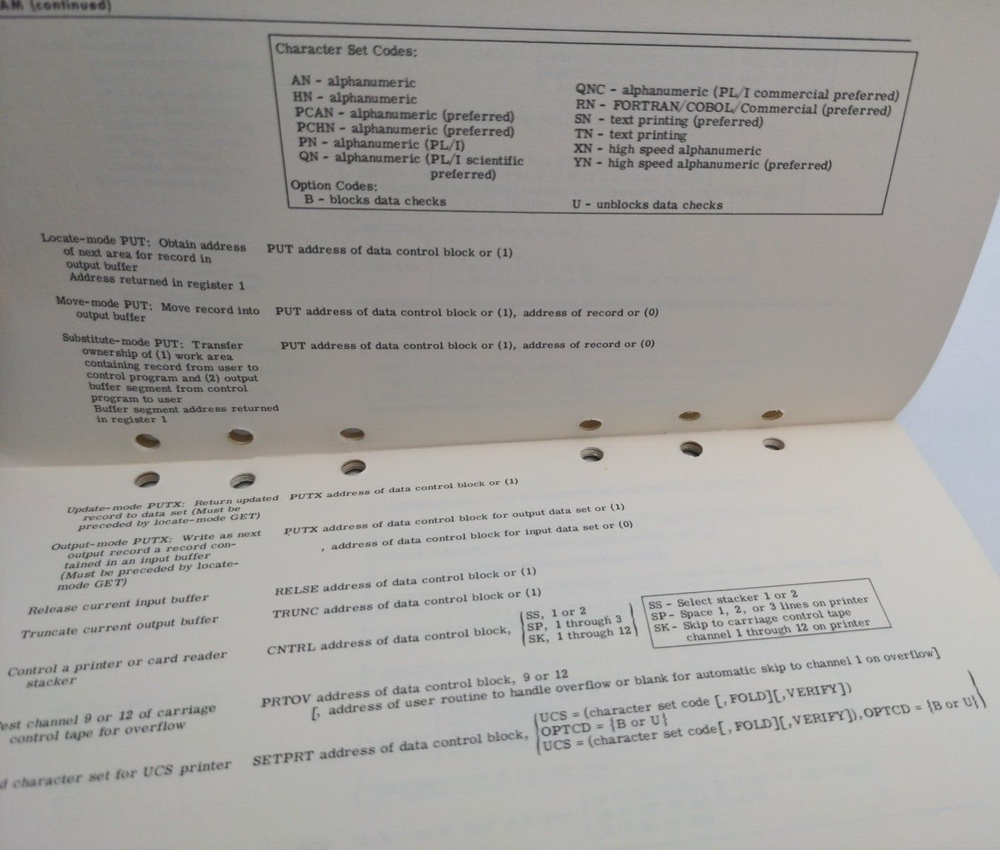 AM (continued)
Character Set Codes:
AN - alphanumeric
HN - alphanumeric
PCAN - alphanumeric (preferred)
PCHN - alphanumeric (preferred)
PN - alphanumeric (PL/I)
QN - alphanumeric (PL/I scientific
preferred)
QNC - alphanumeric (PL/I commercial preferred)
RN - FORTRAN/COBOL/Commercial (preferred)
SN - text printing (preferred)
TN - text printing
XN - high speed alphanumeric
YN - high speed alphanumeric (preferred)
Option Codes:
B - blocks data checks
U - unblocks data checks
Locate-mode PUT: Obtain address
of next area for record in
output buffer
Address returned in register 1
PUT address of data control block or (1)
Move-mode PUT: Move record into
output buffer
PUT address of data control block or (1), address of record or (0)
Substitute-mode PUT: Transfer
ownership of (1) work area
containing record from user to
control program and (2) output
buffer segment from control
program to user
Buffer segment address returned
in register 1
PUT address of data control block or (1), address of record or (0)
Update-mode PUTX: Return updated
record to data set (Must be
preceded by locate-mode GET)
PUTX address of data control block or (1)
Output-mode PUTX: Write as next
output record a record con-
tained in an input buffer
(Must be preceded by locate-
mode GET)
PUTX address of data control block for output data set or (1)
, address of data control block for input data set or (0)
Release current input buffer
RELSE address of data control block or (1)
Truncate current output buffer
TRUNC address of data control block or (1)
Control a printer or card reader
stacker
CNTRL address of data control block,
SS, 1 or 2
SP, 1 through 3
SK, 1 through 12
SS - Select stacker 1 or 2
SP - Space 1, 2, or 3 lines on printer
SK - Skip to carriage control tape
channel 1 through 12 on printer
est channel 9 or 12 of carriage
control tape for overflow
PRTOV address of data control block, 9 or 12
[, address of user routine to handle overflow or blank for automatic skip to channel 1 on overflow]
d character set for UCS printer
SETPRT address of data control block,
UCS = (character set code [, FOLD][, VERIFY])
OPTCD = {B or U}
UCS = (character set code[, FOLD][, VERIFY]),OPTCD = {B or U}